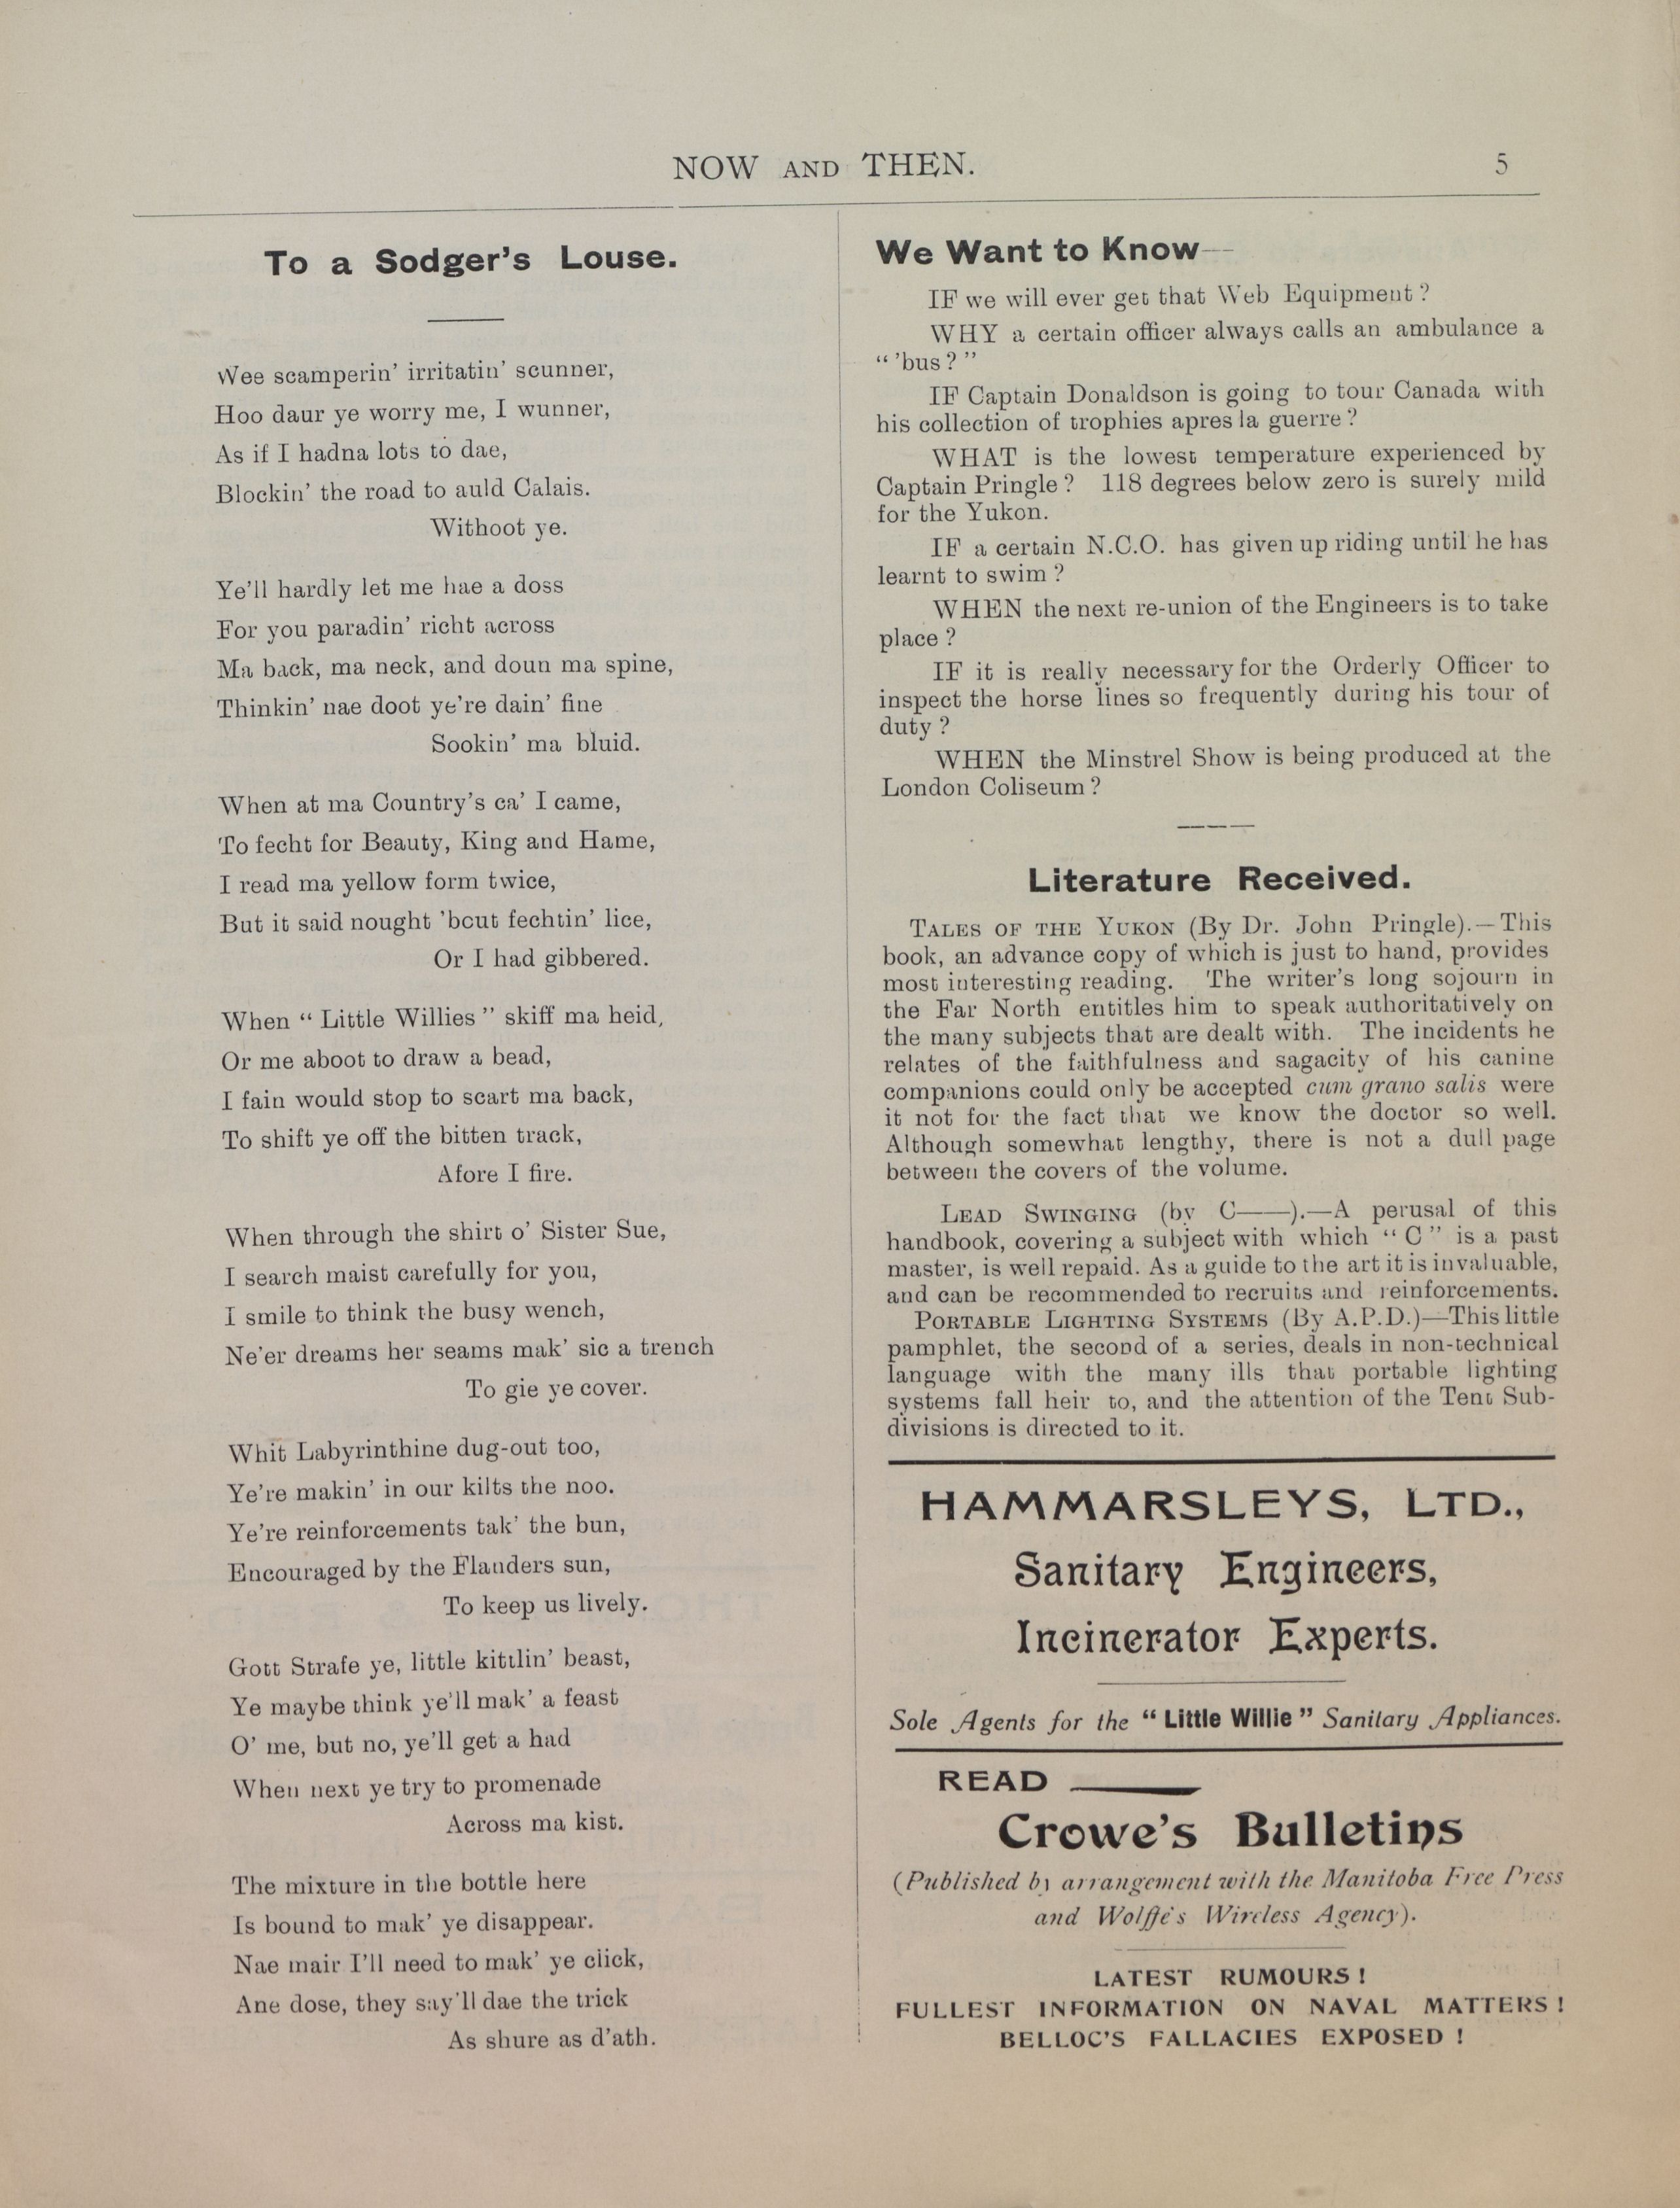 NOW AND THEN.
5
To a Sodger's Louse.
Wee scamperin' irritatin' scunner,
Hoo daur ye worry me, I wunner,
As if I hadna lots to dae,
Blockin' the road to auld Calais.
Withoot ye.
Ye'll hardly let me hae a doss
For you paradin' richt across
Ma back, ma neck, and doun ma spine,
Thinkin' nae doot ye're dain' fine
Sookin' ma bluid.
When at ma Country's ca' I came,
To fecht for Beauty, King and Hame,
I read ma yellow form twice,
But it said nought 'bcut fechtin' lice,
Or I had gibbered.
When " Little Willies " skiff ma heid,
Or me aboot to draw a bead,
I fain would stop to scart ma back,
To shift ye off the bitten track,
Afore I fire.
When through the shirt o' Sister Sue,
I search maist carefully for you,
I smile to think the busy wench,
Ne'er dreams her seams mak' sic a trench
To gie ye cover.
Whit Labyrinthine dug-out too,
Ye're makin' in our kilts the noo.
Ye're reinforcements tak' the bun,
Encouraged by the Flanders sun,
To keep us lively.
Gott Strafe ye, little kittlin' beast,
Ye maybe think ye'll mak' a feast
O' me, but no, ye'll get a had
When next ye try to promenade
Across ma kist.
The mixture in the bottle here
Is bound to mak' ye disappear.
Nae mair I'll need to mak' ye click,
Ane dose, they say'll dae the trick
As shure as d'ath.
We Want to Know—
IF we will ever get that Web Equipment ?
WHY a certain officer always calls an ambulance a
" 'bus ? "
IF Captain Donaldson is going to tour Canada with
his collection of trophies apres la guerre ?
WHAT is the lowest temperature experienced by
Captain Pringle ? 118 degrees below zero is surely mild
for the Yukon.
IF a certain N.C.O. has given up riding until he has
learnt to swim ?
WHEN the next re-union of the Engineers is to take
place ?
IF it is really necessary for the Orderly Officer to
inspect the horse lines so frequently during his tour of
duty ?
WHEN the Minstrel Show is being produced at the
London Coliseum ?
Literature Received.
TALES OF THE YUKON (By Dr. John Pringle).—This
book, an advance copy of which is just to hand, provides
most interesting reading. The writer's long sojourn in
the Far North entitles him to speak authoritatively on
the many subjects that are dealt with. The incidents he
relates of the faithfulness and sagacity of his canine
companions could only be accepted cum grano salis were
it not for the fact that we know the doctor so well.
Although somewhat lengthy, there is not a dull page
between the covers of the volume.
LEAD SWINGING (by C——).—A perusal of this
handbook, covering a subject with which " C " is a past
master, is well repaid. As a guide to the art it is invaluable,
and can be recommended to recruits and reinforcements.
PORTABLE LIGHTING SYSTEMS (By A.P.D.)—This little
pamphlet, the second of a series, deals in non-technical
language with the many ills that portable lighting
systems fall heir to, and the attention of the Tent Sub-
divisions is directed to it.
HAMMARSLEYS, LTD.,
Sanitary Engineers,
Incinerator Experts.
Sole Agents for the " Little Willie " Sanitary Appliances.
READ
Crowe's Bulletins
(Published by arrangement with the Manitoba Free Press
and Wolffe's Wireless Agency).
LATEST RUMOURS !
FULLEST INFORMATION ON NAVAL MATTERS !
BELLOC'S FALLACIES EXPOSED !